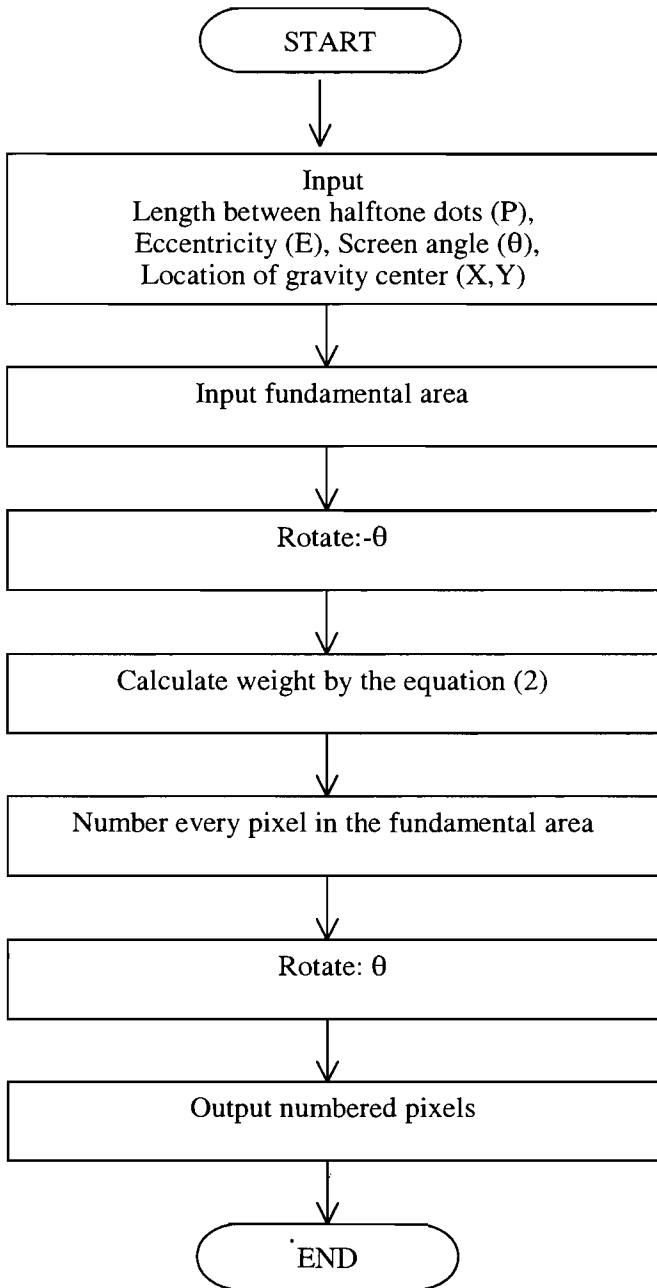 START
Input
Length between halftone dots (P),
Eccentricity (E), Screen angle (θ),
Location of gravity center (X,Y)
Input fundamental area
Rotate:-θ
Calculate weight by the equation (2)
Number every pixel in the fundamental area
Rotate: θ
Output numbered pixels
END